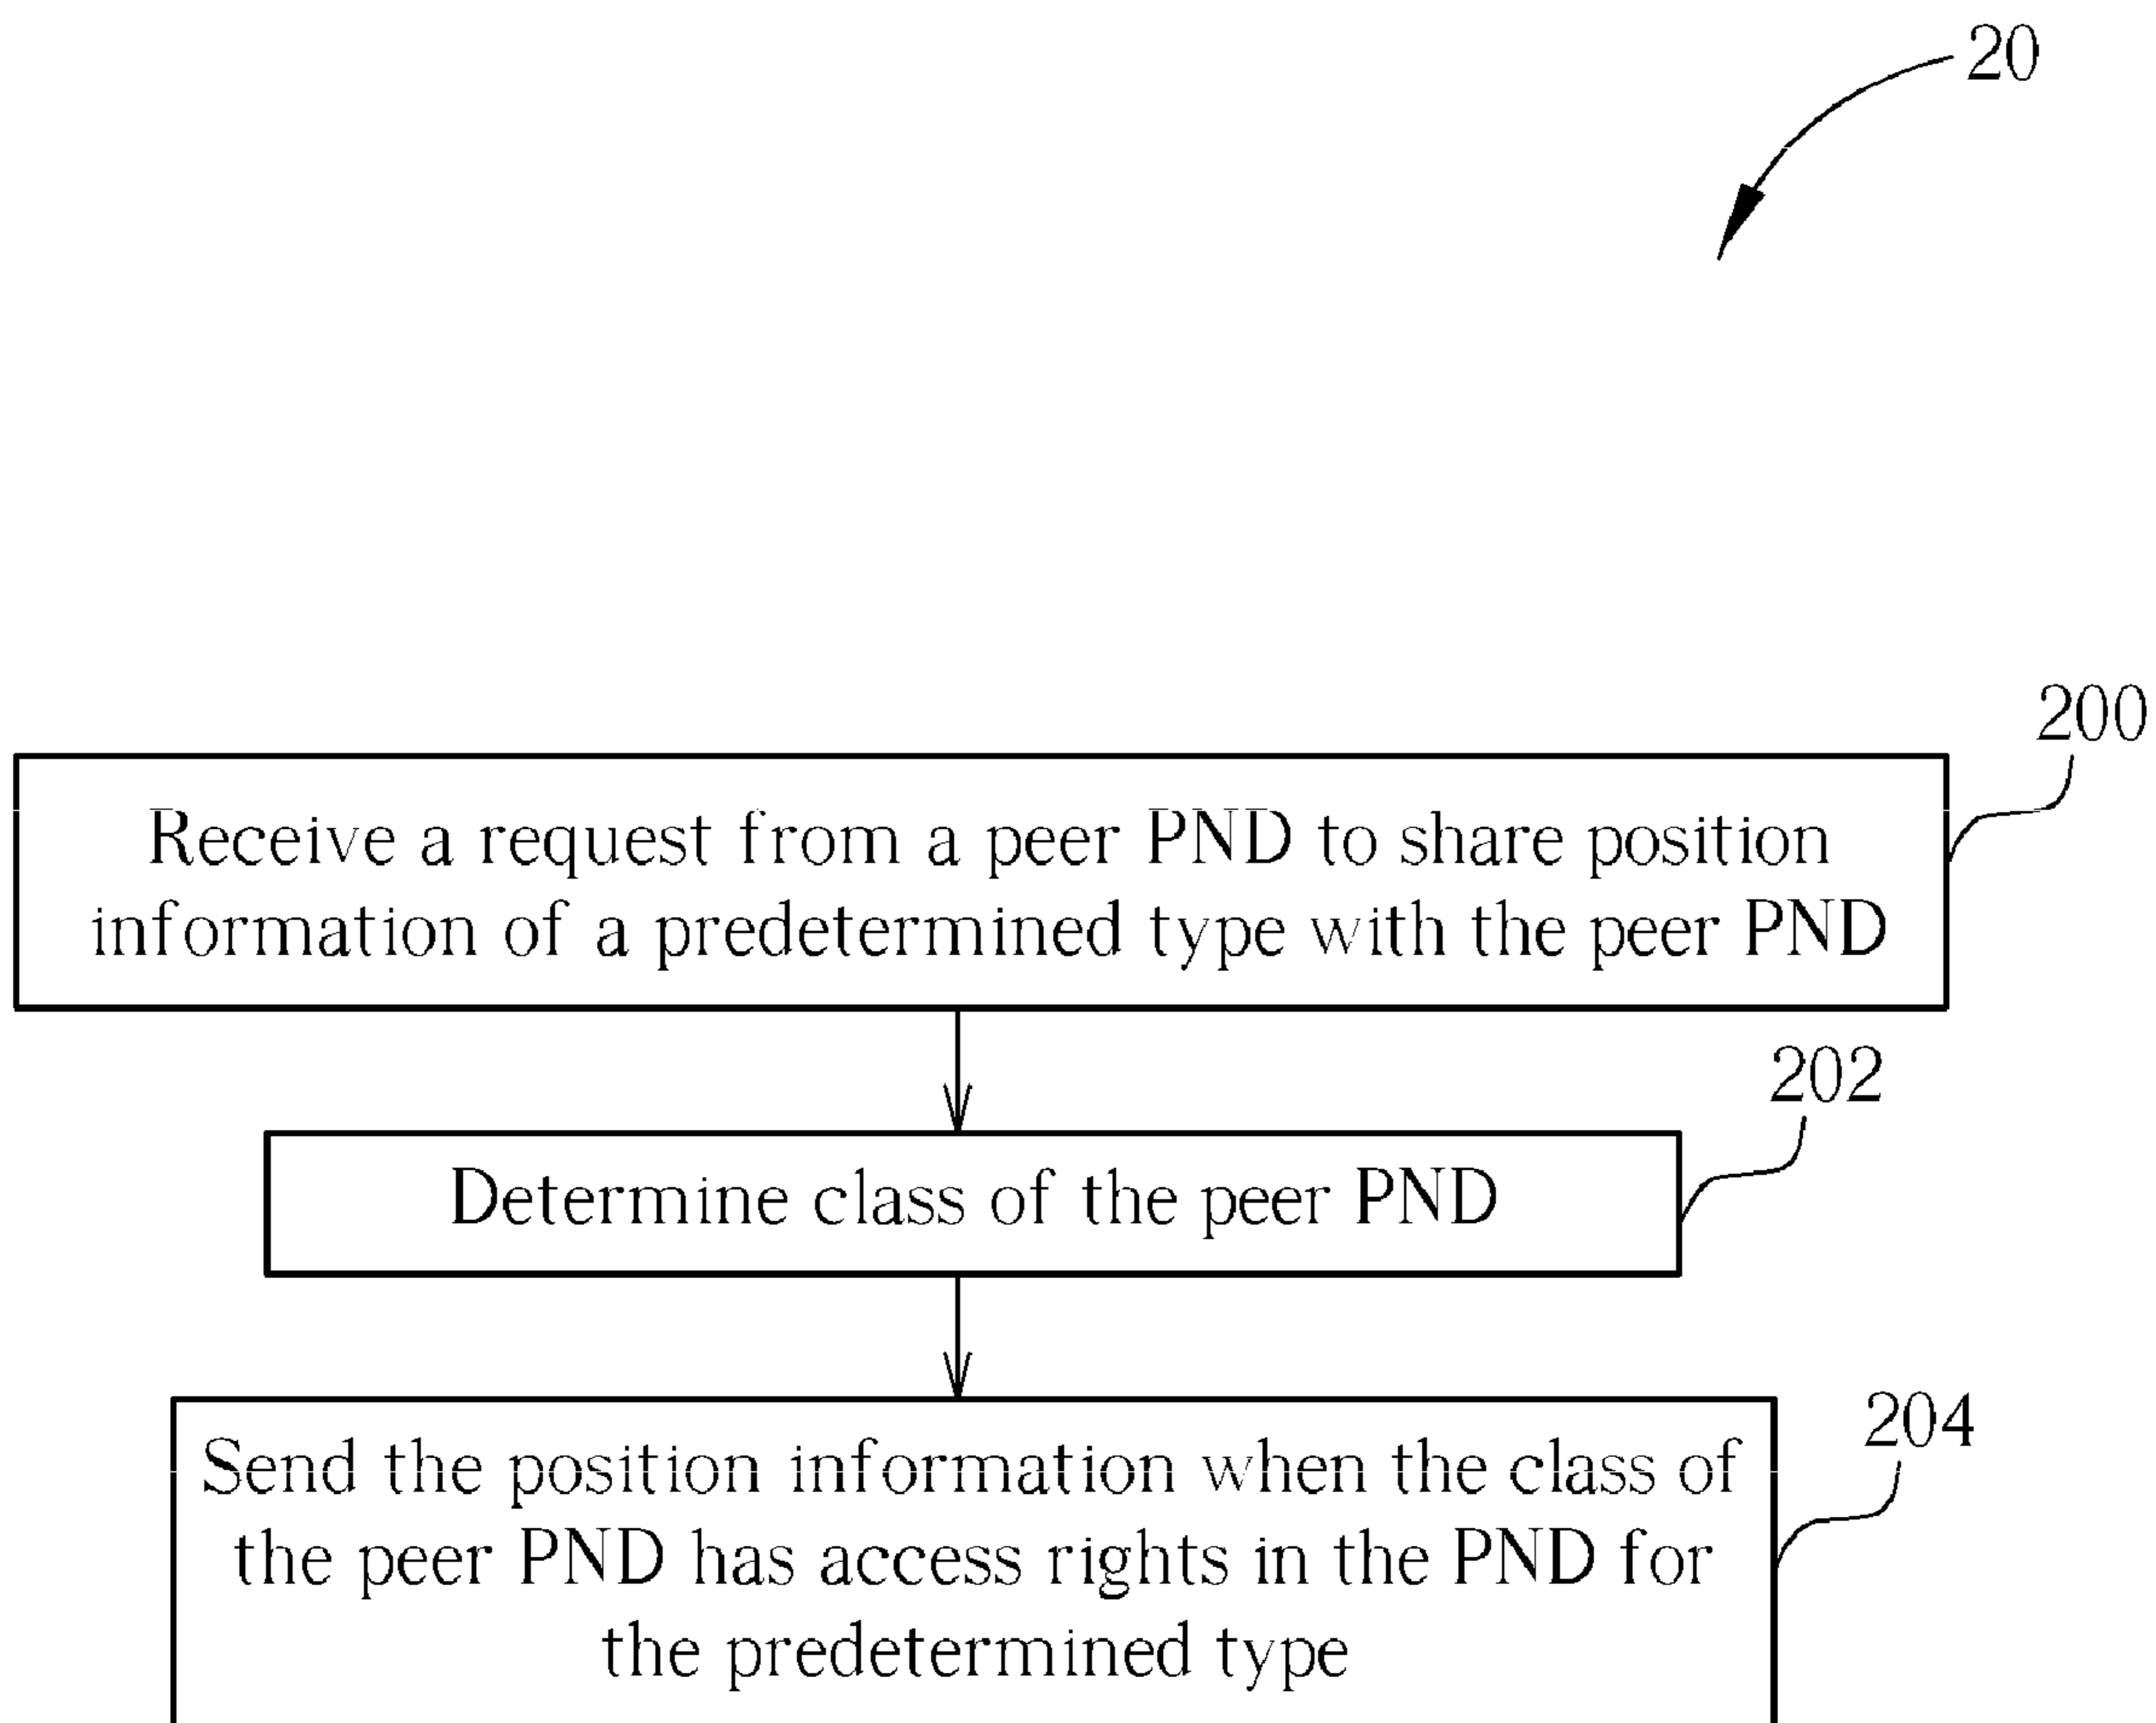 20
200
Receive a request from a peer PND to share position
information of a predetermined type with the peer PND
202
Determine class of the peer PND
204
Send the position information when the class of
the peer PND has access rights in the PND for
the predetermined type